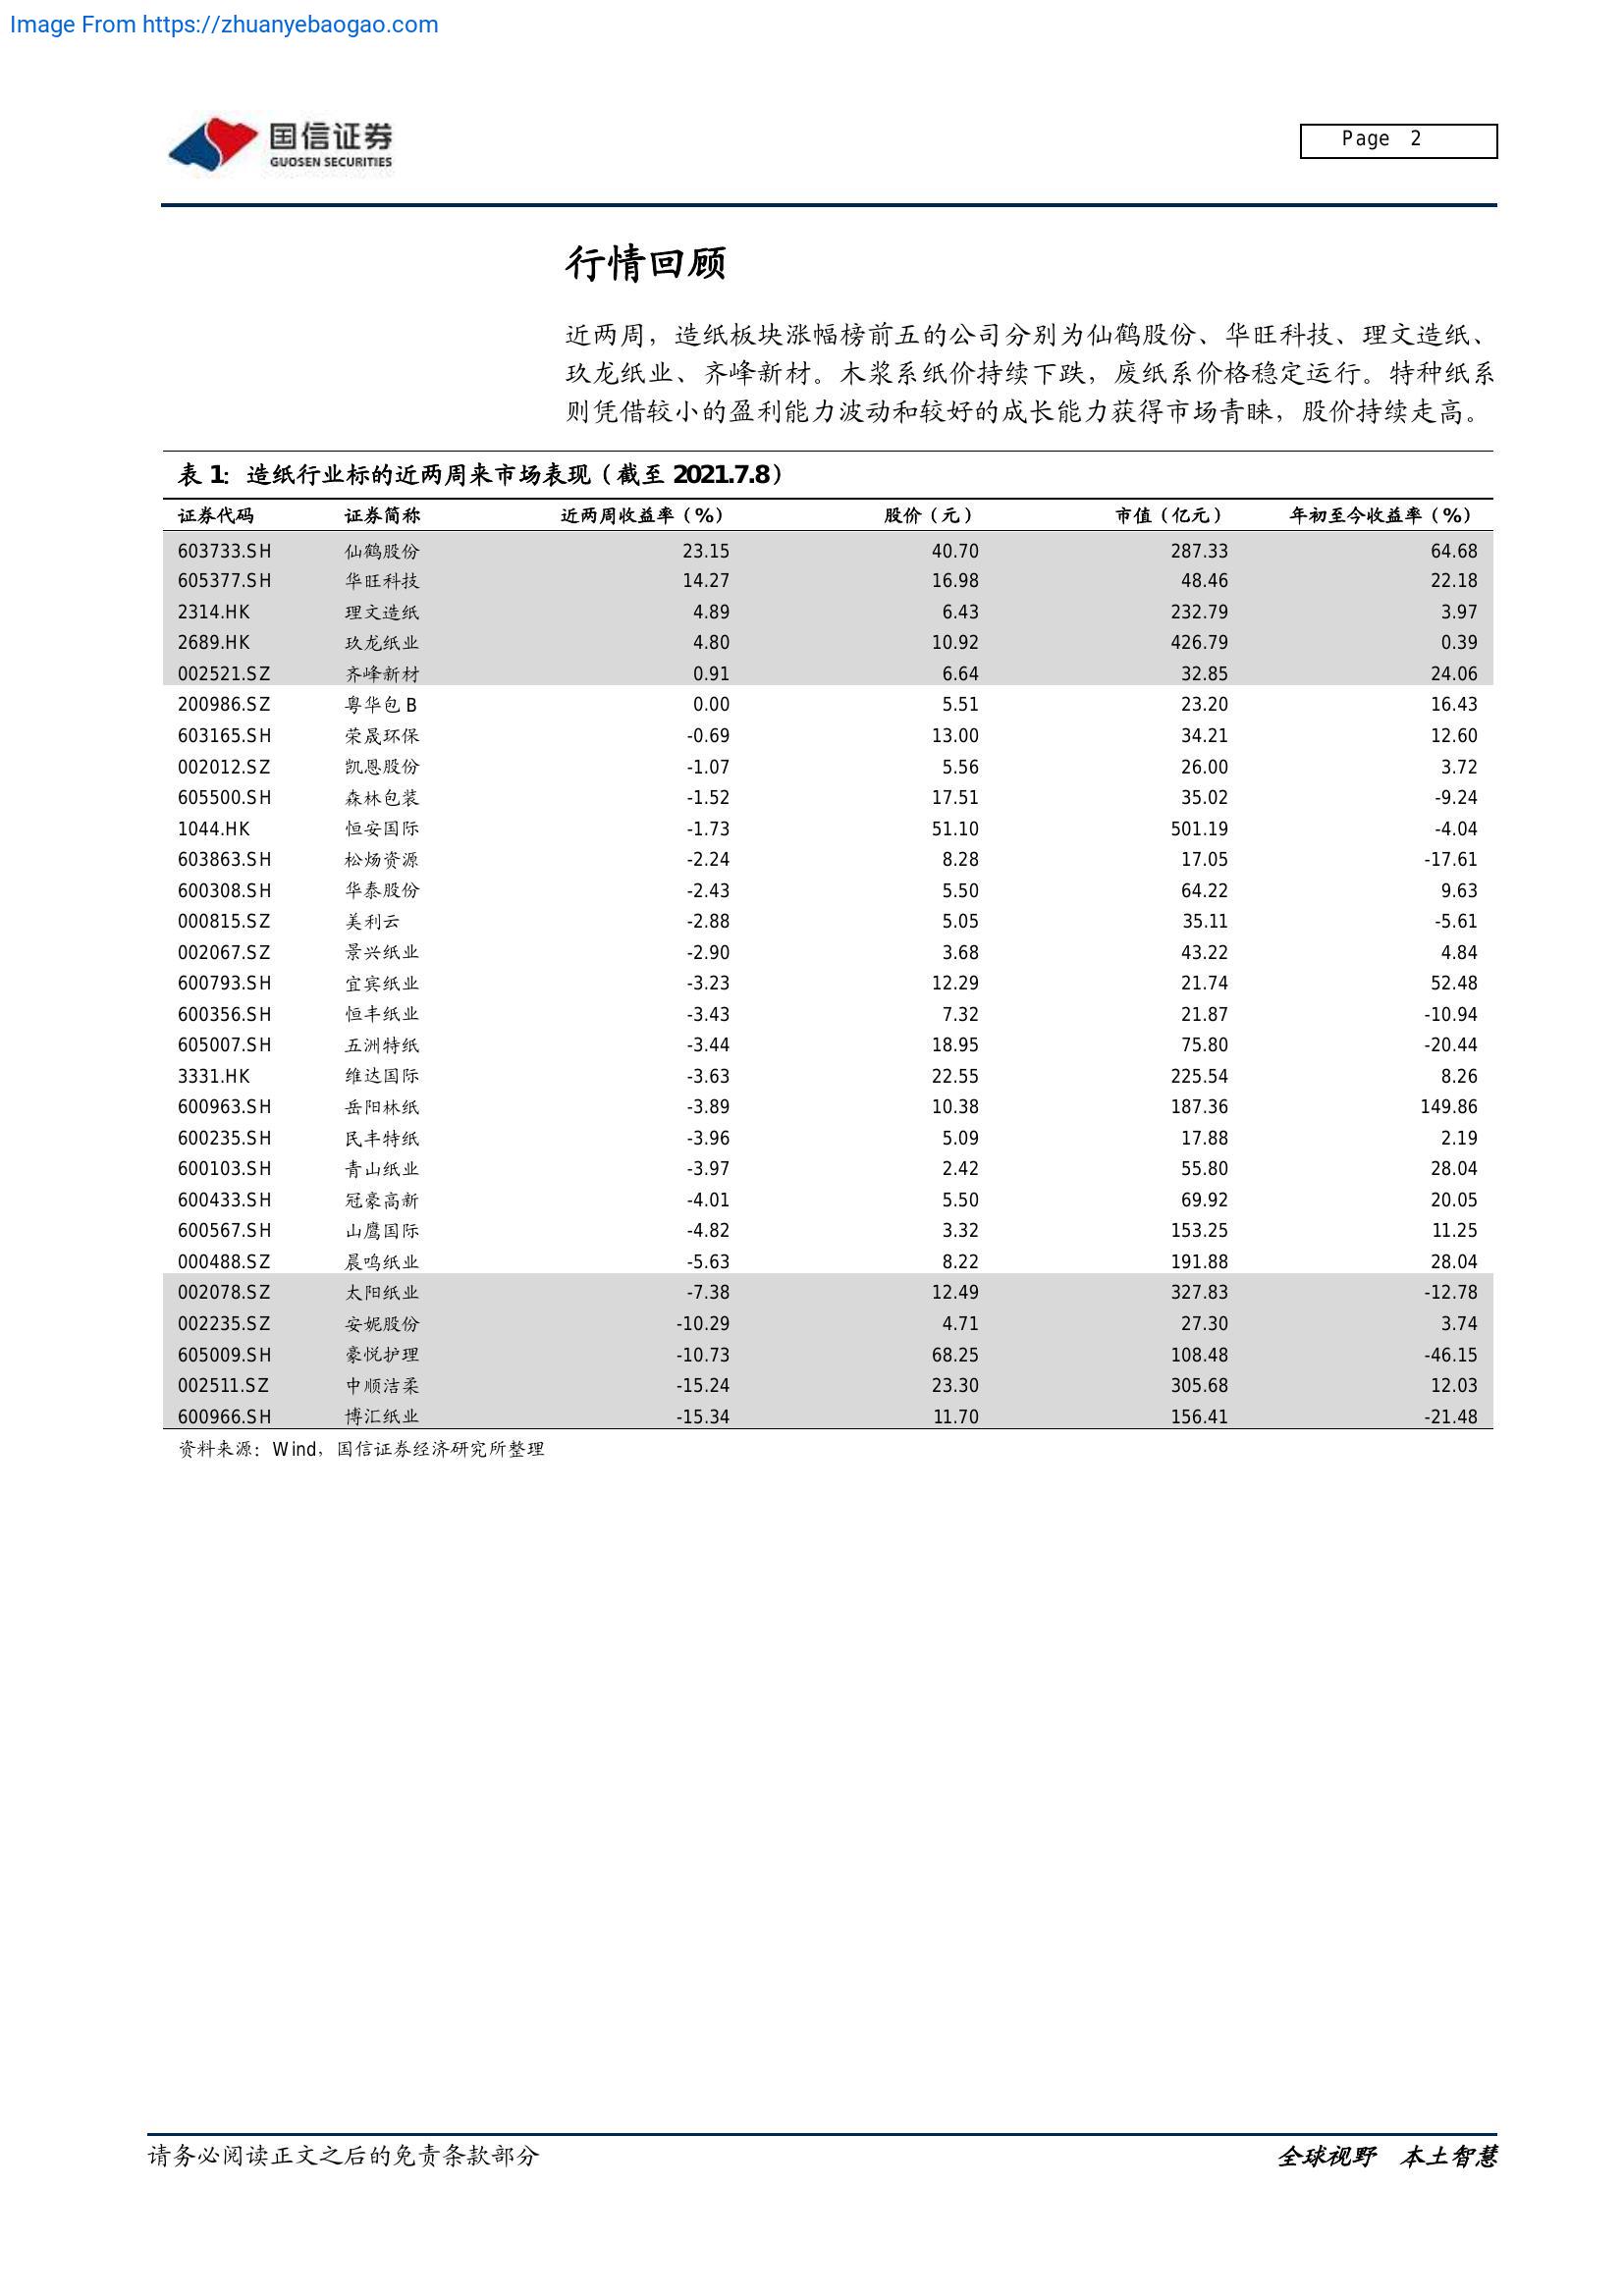 Image From https://zhuanyebaogao.com
国信证券
GUOSEN SECURITIES
Page 2
行情回顾
近两周，造纸板块涨幅榜前五的公司分别为仙鹤股份、华旺科技、理文造纸、
玖龙纸业、齐峰新材。木浆系纸价持续下跌，废纸系价格稳定运行。特种纸系
则凭借较小的盈利能力波动和较好的成长能力获得市场青睐，股价持续走高。
表 1：造纸行业标的近两周来市场表现（截至 2021.7.8）
证券代码 证券简称 近两周收益率（%） 股价（元） 市值（亿元） 年初至今收益率（%）
603733.SH 仙鹤股份 23.15 40.70 287.33 64.68
605377.SH 华旺科技 14.27 16.98 48.46 22.18
2314.HK 理文造纸 4.89 6.43 232.79 3.97
2689.HK 玖龙纸业 4.80 10.92 426.79 0.39
002521.SZ 齐峰新材 0.91 6.64 32.85 24.06
200986.SZ 粤华包 B 0.00 5.51 23.20 16.43
603165.SH 荣晟环保 -0.69 13.00 34.21 12.60
002012.SZ 凯恩股份 -1.07 5.56 26.00 3.72
605500.SH 森林包装 -1.52 17.51 35.02 -9.24
1044.HK 恒安国际 -1.73 51.10 501.19 -4.04
603863.SH 松炀资源 -2.24 8.28 17.05 -17.61
600308.SH 华泰股份 -2.43 5.50 64.22 9.63
000815.SZ 美利云 -2.88 5.05 35.11 -5.61
002067.SZ 景兴纸业 -2.90 3.68 43.22 4.84
600793.SH 宜宾纸业 -3.23 12.29 21.74 52.48
600356.SH 恒丰纸业 -3.43 7.32 21.87 -10.94
605007.SH 五洲特纸 -3.44 18.95 75.80 -20.44
3331.HK 维达国际 -3.63 22.55 225.54 8.26
600963.SH 岳阳林纸 -3.89 10.38 187.36 149.86
600235.SH 民丰特纸 -3.96 5.09 17.88 2.19
600103.SH 青山纸业 -3.97 2.42 55.80 28.04
600433.SH 冠豪高新 -4.01 5.50 69.92 20.05
600567.SH 山鹰国际 -4.82 3.32 153.25 11.25
000488.SZ 晨鸣纸业 -5.63 8.22 191.88 28.04
002078.SZ 太阳纸业 -7.38 12.49 327.83 -12.78
002235.SZ 安妮股份 -10.29 4.71 27.30 3.74
605009.SH 豪悦护理 -10.73 68.25 108.48 -46.15
002511.SZ 中顺洁柔 -15.24 23.30 305.68 12.03
600966.SH 博汇纸业 -15.34 11.70 156.41 -21.48
资料来源：Wind，国信证券经济研究所整理
请务必阅读正文之后的免责条款部分 全球视野 本土智慧